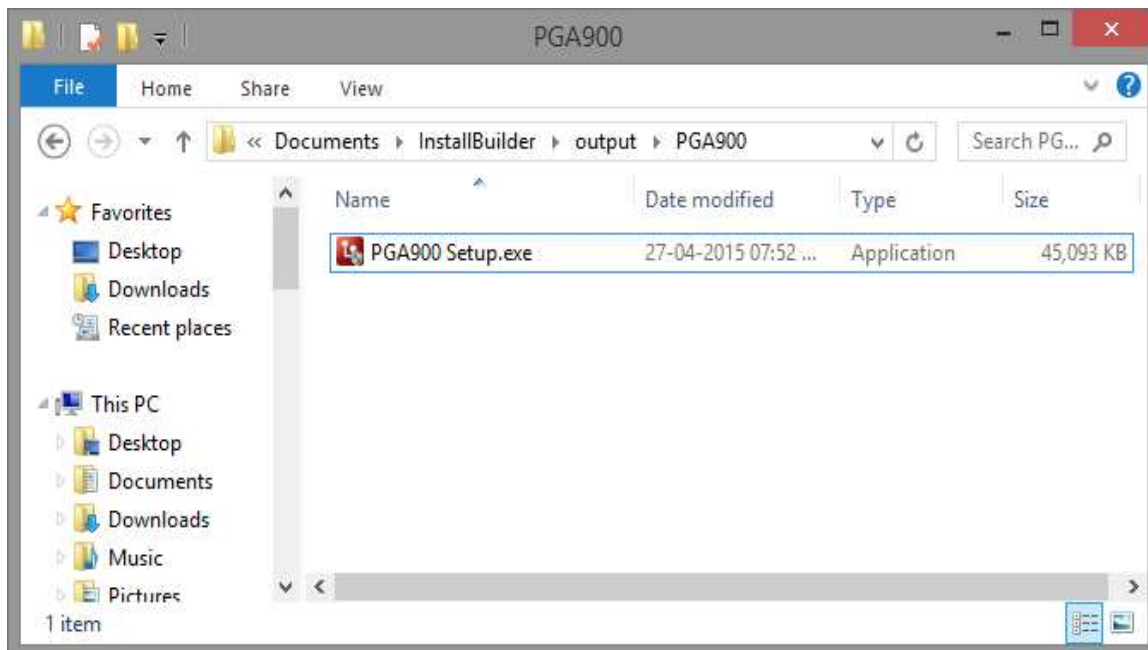 PGA900
File Home Share View
« Documents InstallBuilder output PGA900 Search PG...
Name Date modified Type Size
Favorites
PGA900 Setup.exe 27-04-2015 07:52 ... Application 45,093 KB
Desktop
Downloads
Recent places
This PC
Desktop
Documents
Downloads
Music
Pictures
1 item